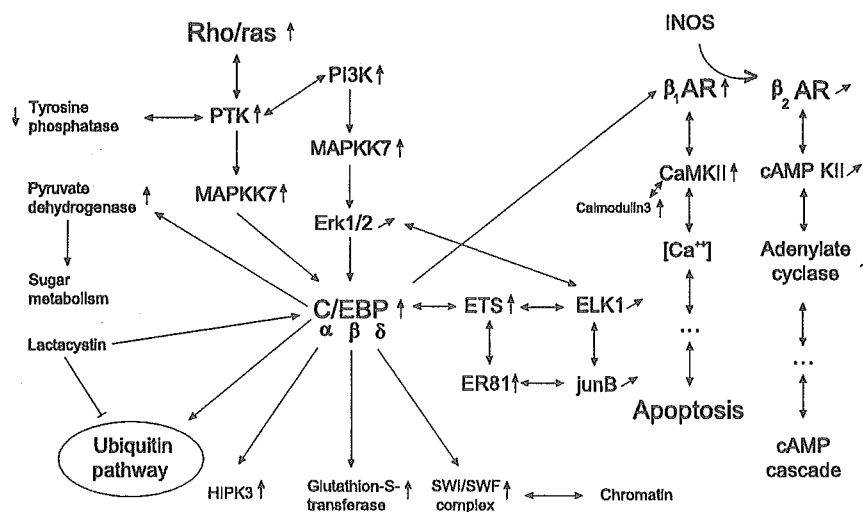 INOS
Rho/ras
PI3K
β₁AR
β₂AR
Tyrosine
phosphatase
PTK
MAPKK7
CaMKII
cAMP KII
Pyruvate
dehydrogenase
MAPKK7
Calmodulin3
Erk1/2
[Ca⁺⁺]
Adenylate
cyclase
Sugar
metabolism
C/EBP
α β δ
ETS
ELK1
...
Lactacystin
...
ER81
junB
Apoptosis
Ubiquitin
pathway
cAMP
cascade
HIPK3
Glutathion-S-
transferase
SWI/SWF
complex
Chromatin